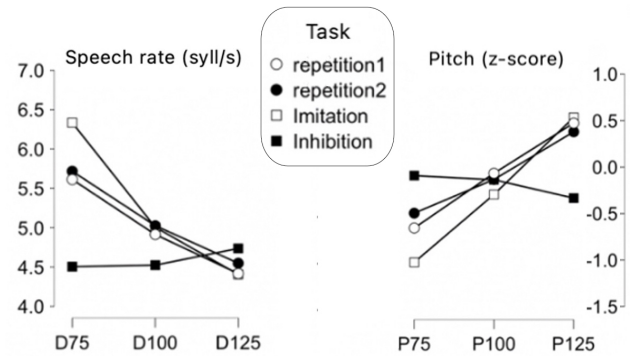 Task
repetition1
repetition2
Imitation
Inhibition
Speech rate (syll/s)
7.0
6.5
6.0
5.5
5.0
4.5
4.0
D75 D100 D125
Pitch (z-score)
1.0
0.5
0.0
-0.5
-1.0
-1.5
P75 P100 P125